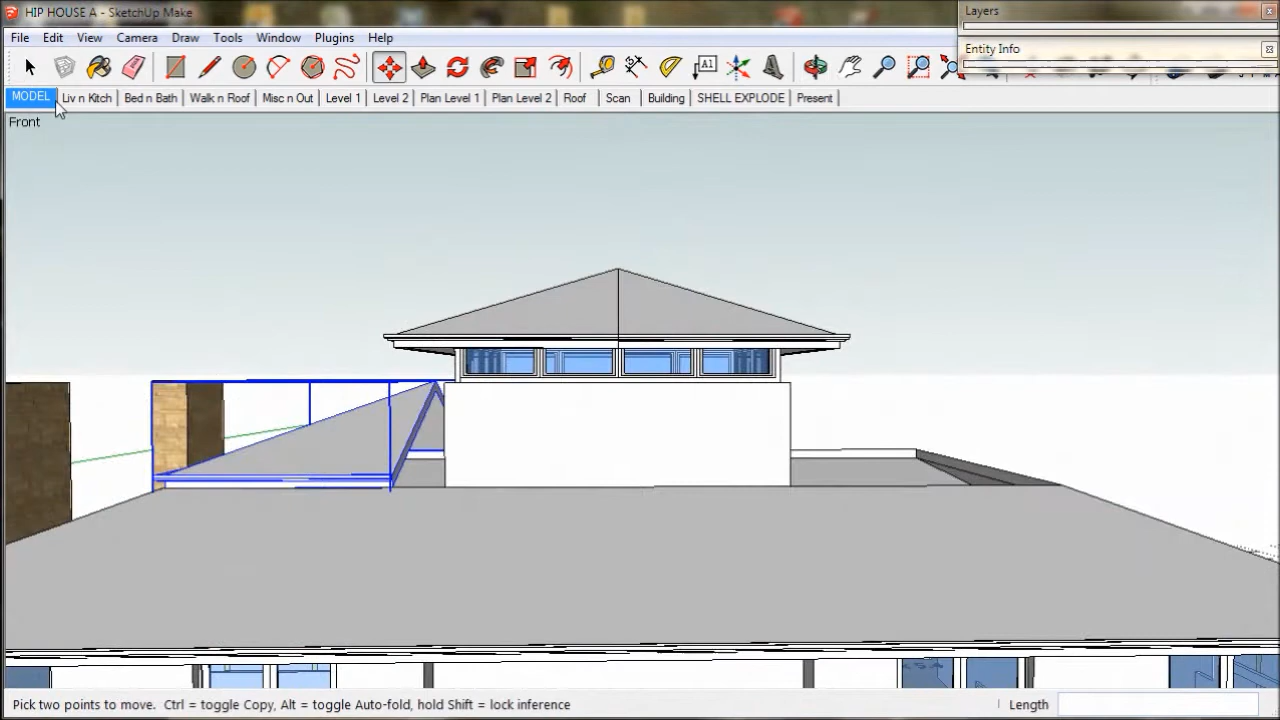 HIP HOUSE A - SketchUp Make
Layers
File Edit View Camera Draw Tools Window Plugins Help
Entity Info
A1
MODEL Liv n Kitch Bed n Bath Walk n Roof Misc n Out Level 1 Level 2 Plan Level 1 Plan Level 2 Roof Scan Building SHELL EXPLODE Present
Front
Pick two points to move. Ctrl = toggle Copy, Alt = toggle Auto-fold, hold Shift = lock inference
Length